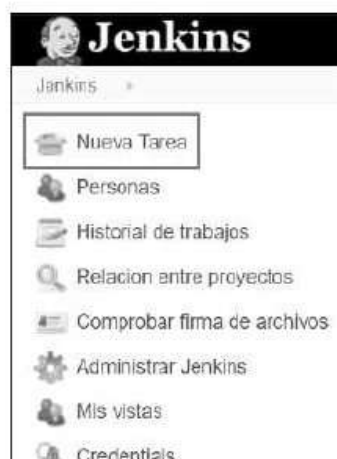 Jenkins
Jenkins
Nueva Tarea
Personas
Historial de trabajos
Relacion entre proyectos
Comprobar firma de archivos
Administrar Jenkins
Mis vistas
Credentials